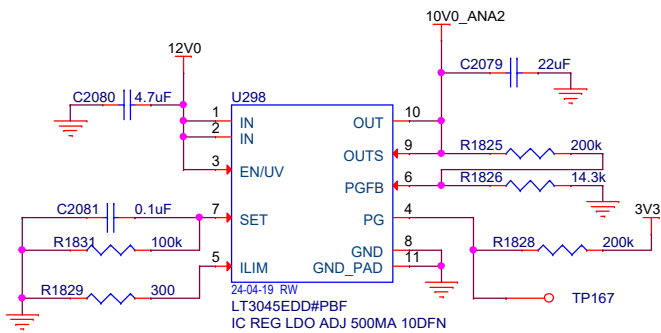 10V0_ANA2
12V0
C2079 22uF
C2080 4.7uF
U298
1 IN
2 IN
3 EN/UV
7 SET
5 ILIM
OUT 10
OUTS 9
PGFB 6
PG 4
GND 8
GND_PAD 11
R1825 200k
R1826 14.3k
3V3
R1828 200k
TP167
C2081 0.1uF
R1831 100k
R1829 300
24-04-19 RW
LT3045EDD#PBF
IC REG LDO ADJ 500MA 10DFN